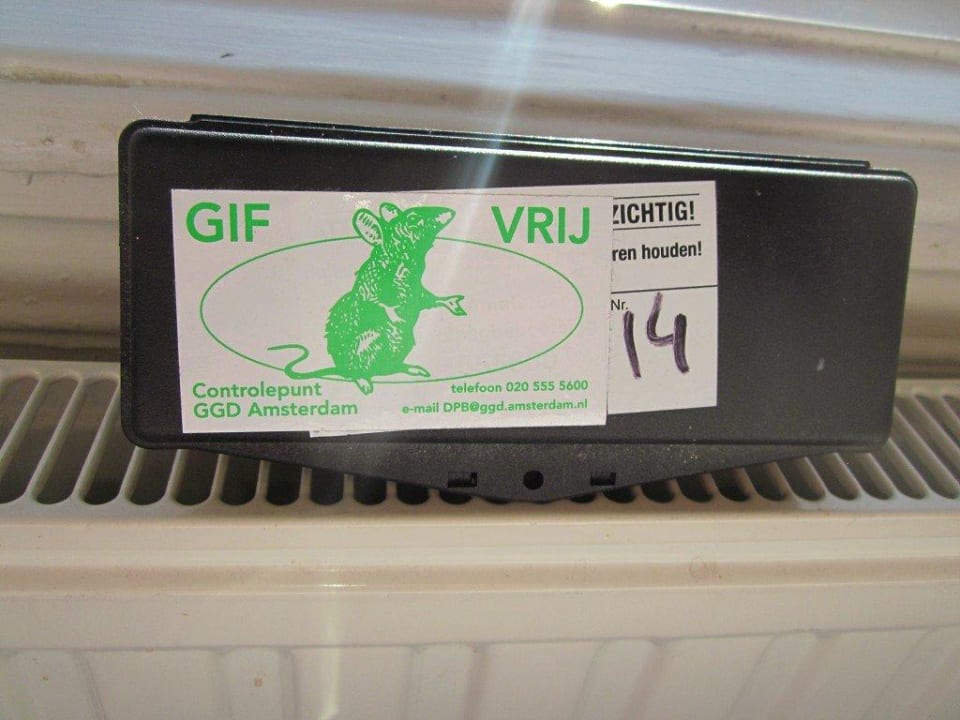 GIF VRIJ
Controlepunt
GGD Amsterdam
telefoon 020 555 5600
e-mail DPB@ggd.amsterdam.nl
ZICHTIG!
ren houden!
Nr.
14